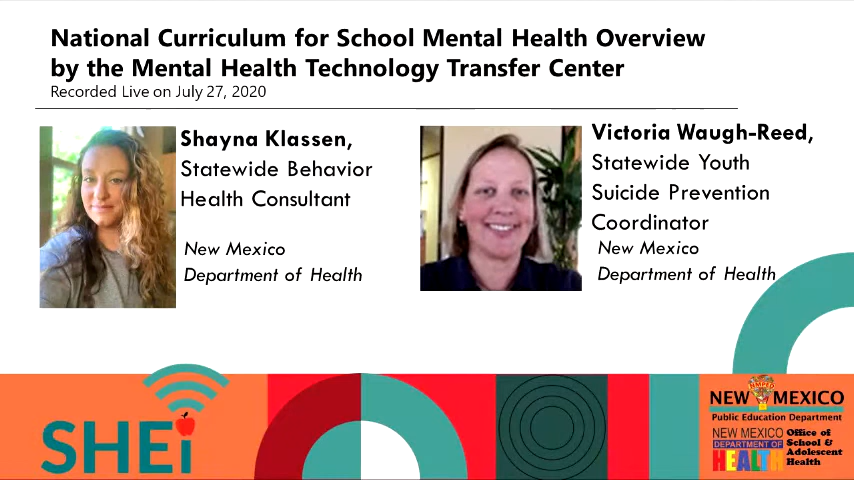 National Curriculum for School Mental Health Overview
by the Mental Health Technology Transfer Center
Recorded Live on July 27, 2020
Shayna Klassen,
Statewide Behavior
Health Consultant
New Mexico
Department of Health
Victoria Waugh-Reed,
Statewide Youth
Suicide Prevention
Coordinator
New Mexico
Department of Health
SHEi
NEW MEXICO
Public Education Department
NEW MEXICO
DEPARTMENT OF
HEALTH
Office of
School &
Adolescent
Health